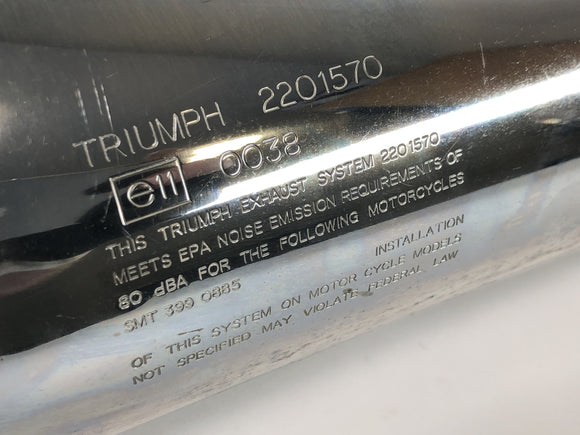 TRIUMPH 2201570
e11 0038
THIS TRIUMPH EXHAUST SYSTEM 2201570
MEETS EPA NOISE EMISSION REQUIREMENTS OF
80 dBA FOR THE FOLLOWING MOTORCYCLES
SMT 399 0885 INSTALLATION
OF THIS SYSTEM ON MOTOR CYCLE MODELS
NOT SPECIFIED MAY VIOLATE FEDERAL LAW